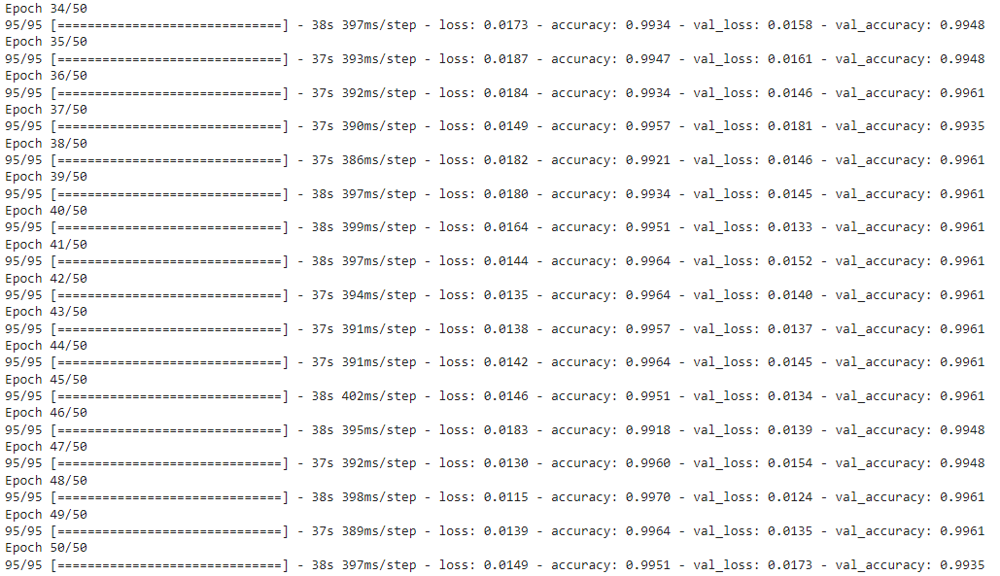 Epoch 34/50
95/95 [==============================] - 38s 397ms/step - loss: 0.0173 - accuracy: 0.9934 - val_loss: 0.0158 - val_accuracy: 0.9948
Epoch 35/50
95/95 [==============================] - 37s 393ms/step - loss: 0.0187 - accuracy: 0.9947 - val_loss: 0.0161 - val_accuracy: 0.9948
Epoch 36/50
95/95 [==============================] - 37s 392ms/step - loss: 0.0184 - accuracy: 0.9934 - val_loss: 0.0146 - val_accuracy: 0.9961
Epoch 37/50
95/95 [==============================] - 37s 390ms/step - loss: 0.0149 - accuracy: 0.9957 - val_loss: 0.0181 - val_accuracy: 0.9935
Epoch 38/50
95/95 [==============================] - 37s 386ms/step - loss: 0.0182 - accuracy: 0.9921 - val_loss: 0.0146 - val_accuracy: 0.9961
Epoch 39/50
95/95 [==============================] - 38s 397ms/step - loss: 0.0180 - accuracy: 0.9934 - val_loss: 0.0145 - val_accuracy: 0.9961
Epoch 40/50
95/95 [==============================] - 38s 399ms/step - loss: 0.0164 - accuracy: 0.9951 - val_loss: 0.0133 - val_accuracy: 0.9961
Epoch 41/50
95/95 [==============================] - 38s 397ms/step - loss: 0.0144 - accuracy: 0.9964 - val_loss: 0.0152 - val_accuracy: 0.9961
Epoch 42/50
95/95 [==============================] - 37s 394ms/step - loss: 0.0135 - accuracy: 0.9964 - val_loss: 0.0140 - val_accuracy: 0.9961
Epoch 43/50
95/95 [==============================] - 37s 391ms/step - loss: 0.0138 - accuracy: 0.9957 - val_loss: 0.0137 - val_accuracy: 0.9961
Epoch 44/50
95/95 [==============================] - 37s 391ms/step - loss: 0.0142 - accuracy: 0.9964 - val_loss: 0.0145 - val_accuracy: 0.9961
Epoch 45/50
95/95 [==============================] - 38s 402ms/step - loss: 0.0146 - accuracy: 0.9951 - val_loss: 0.0134 - val_accuracy: 0.9961
Epoch 46/50
95/95 [==============================] - 38s 395ms/step - loss: 0.0183 - accuracy: 0.9918 - val_loss: 0.0139 - val_accuracy: 0.9948
Epoch 47/50
95/95 [==============================] - 37s 392ms/step - loss: 0.0130 - accuracy: 0.9960 - val_loss: 0.0154 - val_accuracy: 0.9948
Epoch 48/50
95/95 [==============================] - 38s 398ms/step - loss: 0.0115 - accuracy: 0.9970 - val_loss: 0.0124 - val_accuracy: 0.9961
Epoch 49/50
95/95 [==============================] - 37s 389ms/step - loss: 0.0139 - accuracy: 0.9964 - val_loss: 0.0135 - val_accuracy: 0.9961
Epoch 50/50
95/95 [==============================] - 38s 397ms/step - loss: 0.0149 - accuracy: 0.9951 - val_loss: 0.0173 - val_accuracy: 0.9935